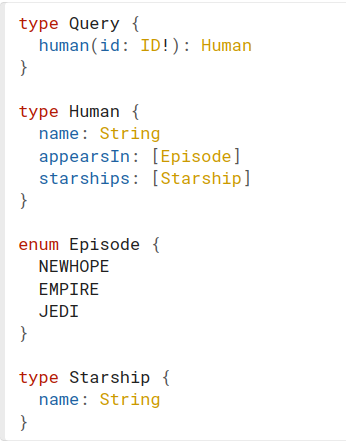 type Query {
  human(id: ID!): Human
}

type Human {
  name: String
  appearsIn: [Episode]
  starships: [Starship]
}

enum Episode {
  NEWHOPE
  EMPIRE
  JEDI
}

type Starship {
  name: String
}